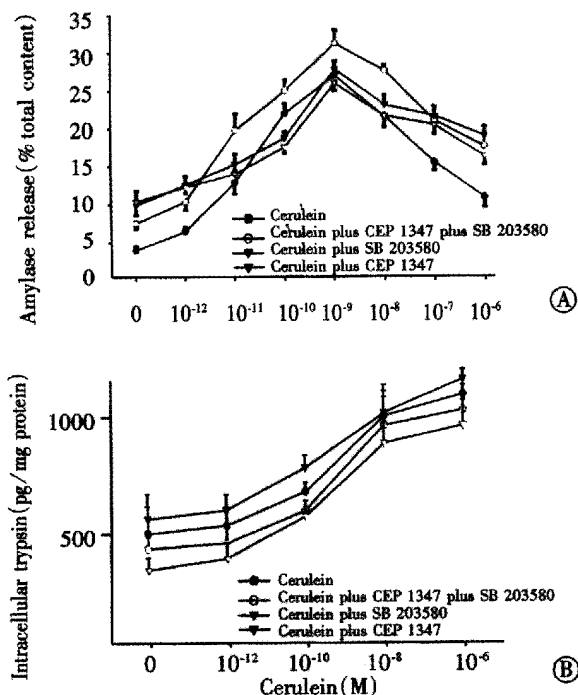 Amylase release (% total content)
35
30
25
20
15
10
5
0
Cerulein
Cerulein plus CEP 1347 plus SB 203580
Cerulein plus SB 203580
Cerulein plus CEP 1347
0 10⁻¹² 10⁻¹¹ 10⁻¹⁰ 10⁻⁹ 10⁻⁸ 10⁻⁷ 10⁻⁶
A
Intracellular trypsin (pg/mg protein)
1000
500
Cerulein
Cerulein plus CEP 1347 plus SB 203580
Cerulein plus SB 203580
Cerulein plus CEP 1347
0 10⁻¹² 10⁻¹⁰ 10⁻⁸ 10⁻⁶
Cerulein (M)
B